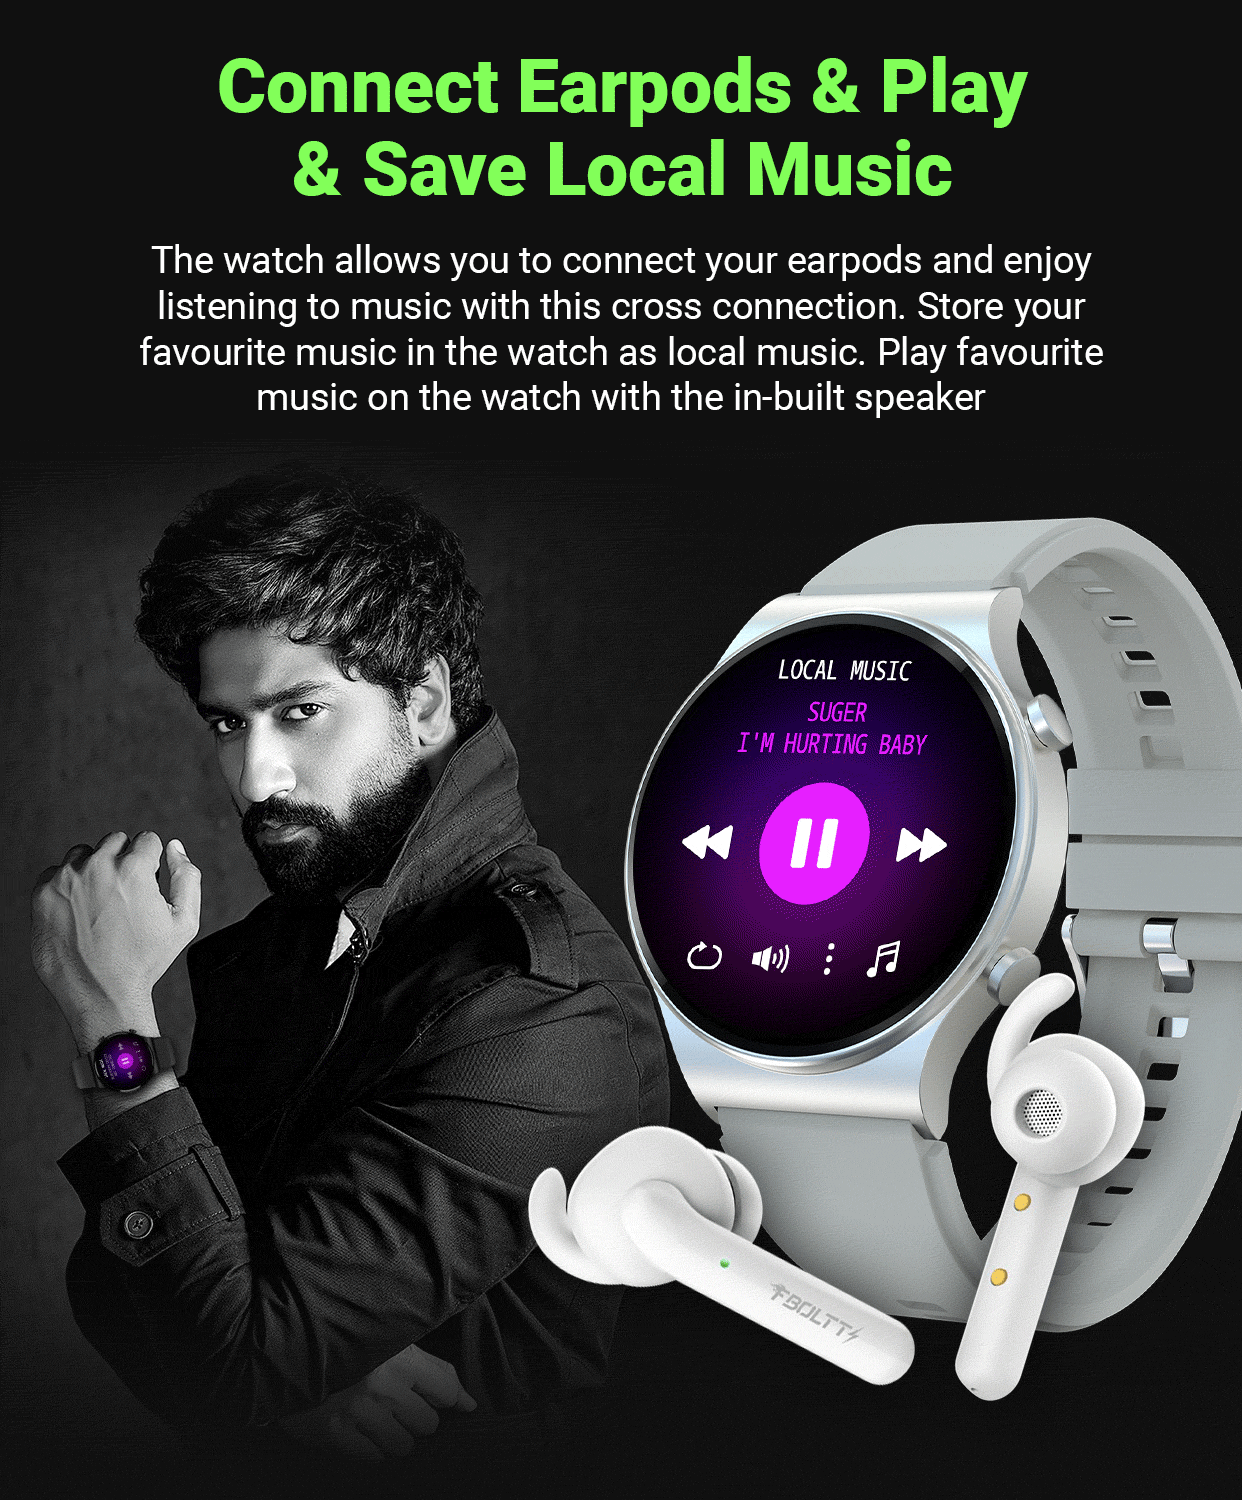 Connect Earpods & Play
& Save Local Music
The watch allows you to connect your earpods and enjoy
listening to music with this cross connection. Store your
favourite music in the watch as local music. Play favourite
music on the watch with the in-built speaker
LOCAL MUSIC
SUGER
I'M HURTING BABY
FBOLTT